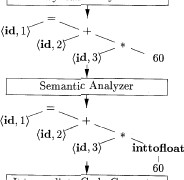 =
⟨id, 1⟩ +
⟨id, 2⟩ *
⟨id, 3⟩ 60
Semantic Analyzer
=
⟨id, 1⟩ +
⟨id, 2⟩ *
⟨id, 3⟩ inttofloat
60